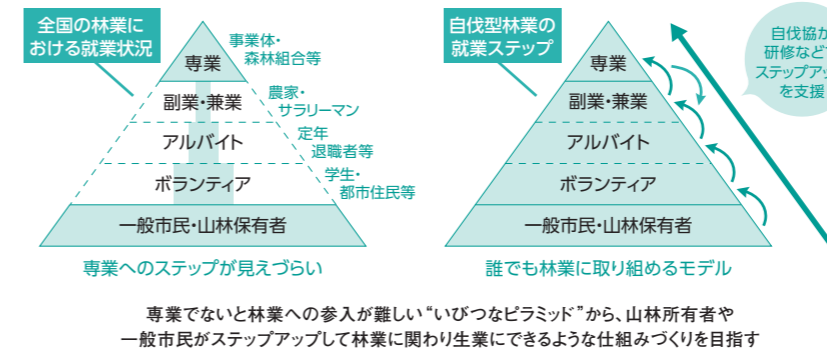 全国の林業に
おける就業状況
専業
副業・兼業
アルバイト
ボランティア
一般市民・山林保有者
事業体・
森林組合等
農家・
サラリーマン
定年
退職者等
学生・
都市住民等
専業へのステップが見えづらい
自伐型林業の
就業ステップ
専業
副業・兼業
アルバイト
ボランティア
一般市民・山林保有者
自伐協が
研修など
ステップアッ
を支援
誰でも林業に取り組めるモデル
専業でないと林業への参入が難しい“いびつなピラミッド”から、山林所有者や
一般市民がステップアップして林業に関わり生業にできるような仕組みづくりを目指す